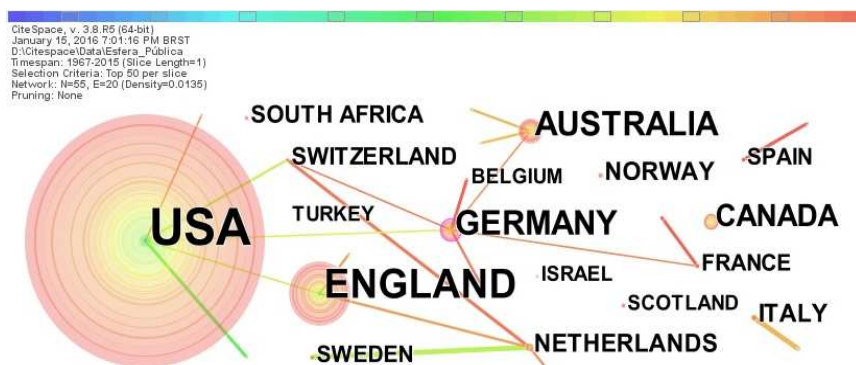 CiteSpace, v. 3.8.R5 (64-bit)
January 15, 2016 7:01:16 PM BRST
D:\Citespace\Data\Esfera_Pública
Timespan: 1967-2015 (Slice Length=1)
Selection Criteria: Top 50 per slice
Network: N=55, E=20 (Density=0.0135)
Pruning: None
SOUTH AFRICA
AUSTRALIA
SWITZERLAND
SPAIN
BELGIUM
NORWAY
TURKEY
USA
GERMANY
CANADA
ISRAEL
FRANCE
ENGLAND
SCOTLAND
ITALY
SWEDEN
NETHERLANDS